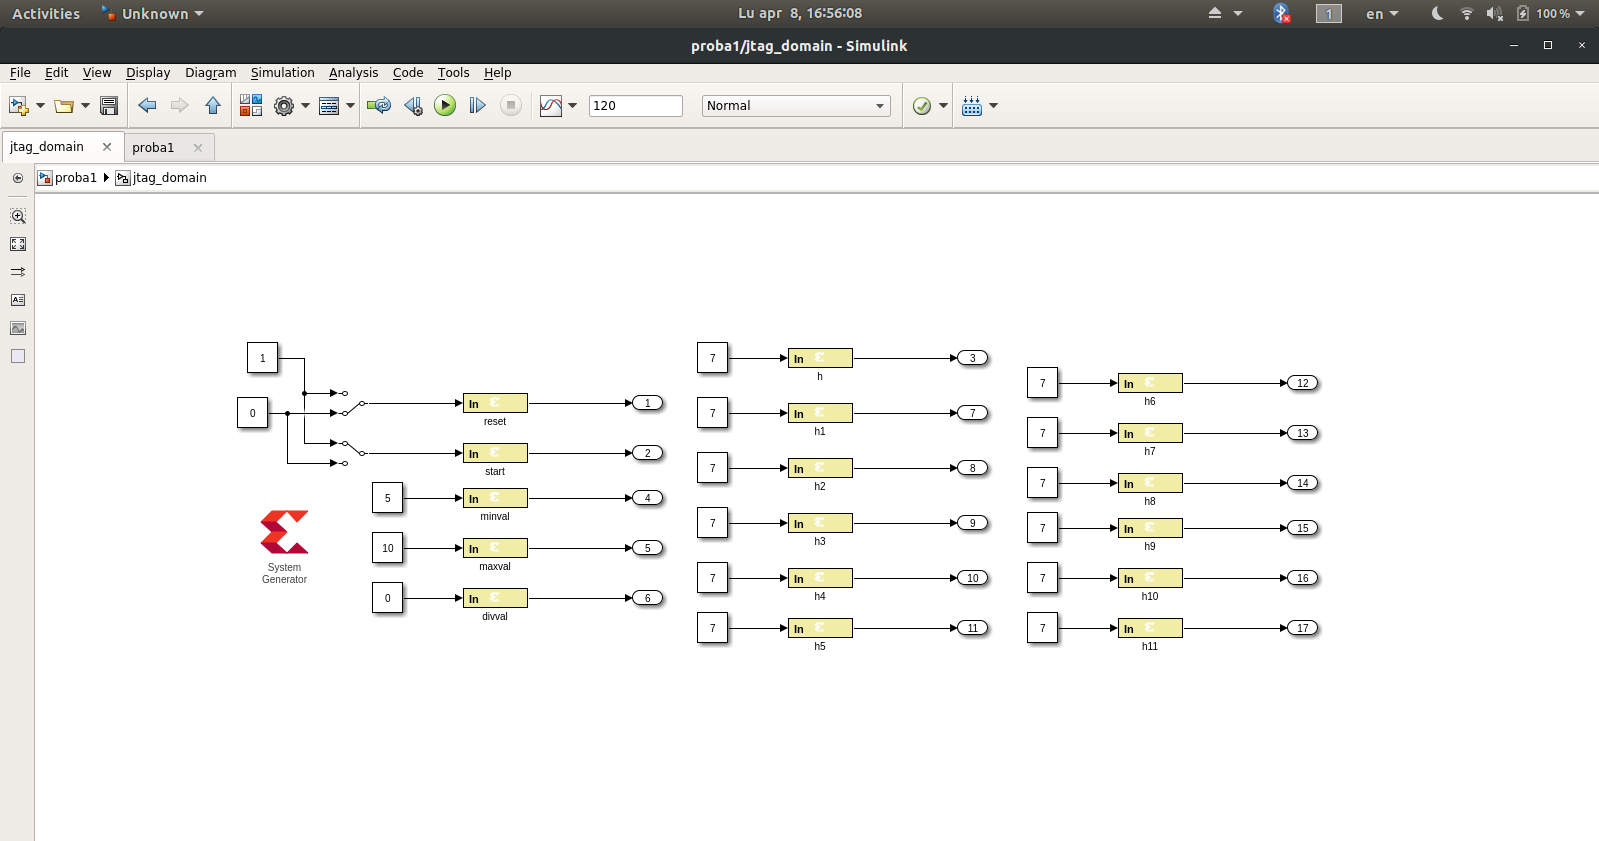 Activities Unknown Lu apr 8, 16:56:08 1 en 100 %
proba1/jtag_domain - Simulink
File Edit View Display Diagram Simulation Analysis Code Tools Help
120 Normal
jtag_domain proba1
proba1 jtag_domain
1
0
In
reset
1
In
start
2
5
In
minval
4
10
In
maxval
5
0
In
divval
6
System
Generator
7
In
h
3
7
In
h1
7
7
In
h2
8
7
In
h3
9
7
In
h4
10
7
In
h5
11
7
In
h6
12
7
In
h7
13
7
In
h8
14
7
In
h9
15
7
In
h10
16
7
In
h11
17